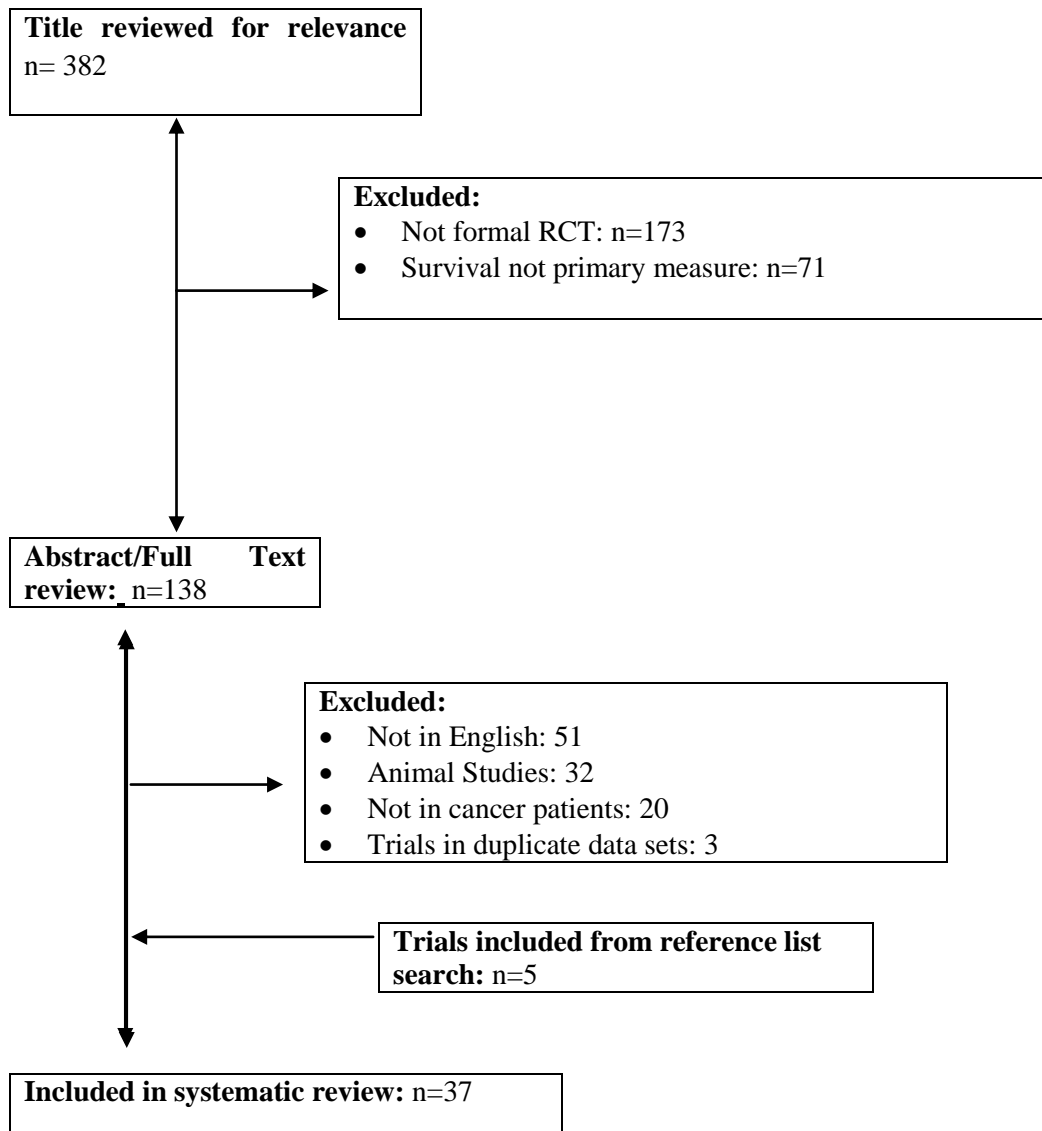 Title reviewed for relevance
n= 382
Excluded:
• Not formal RCT: n=173
• Survival not primary measure: n=71
Abstract/Full Text
review: n=138
Excluded:
• Not in English: 51
• Animal Studies: 32
• Not in cancer patients: 20
• Trials in duplicate data sets: 3
Trials included from reference list
search: n=5
Included in systematic review: n=37